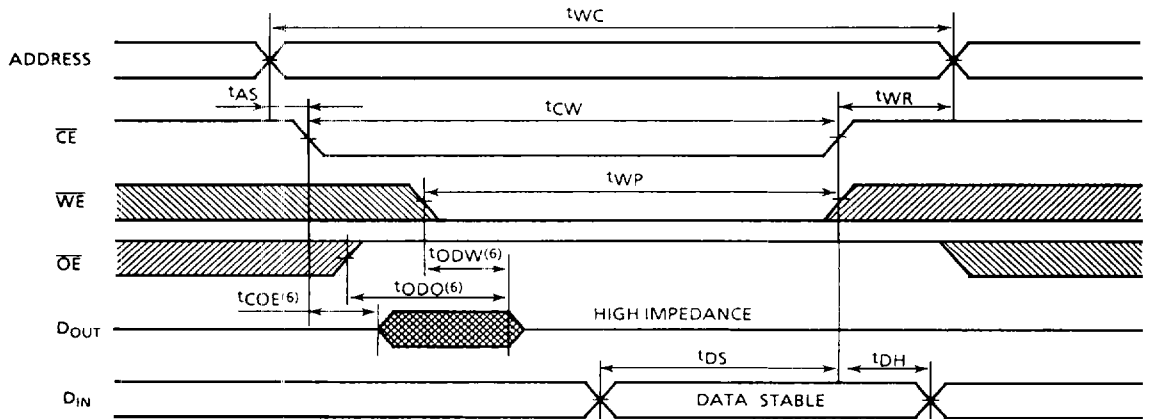 tWC
ADDRESS
tAS
tCW
tWR
CE
tWP
WE
OE
tODW(6)
tODO(6)
tCOE(6)
DOUT
HIGH IMPEDANCE
tDS
tDH
DIN
DATA STABLE